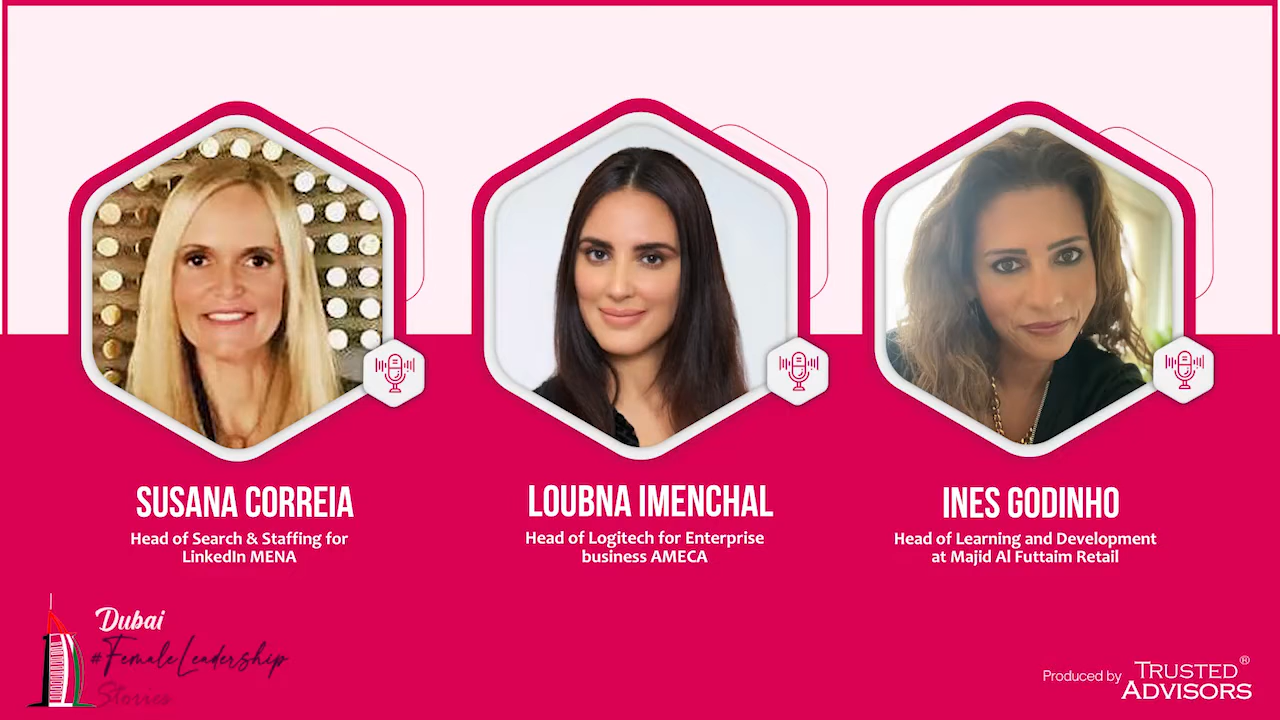 SUSANA CORREIA
Head of Search & Staffing for
LinkedIn MENA
LOUBNA IMENCHAL
Head of Logitech for Enterprise
business AMECA
INES GODINHO
Head of Learning and Development
at Majid Al Futtaim Retail
Dubai
#FemaleLeadership
Stories
Produced by TRUSTED®
ADVISORS